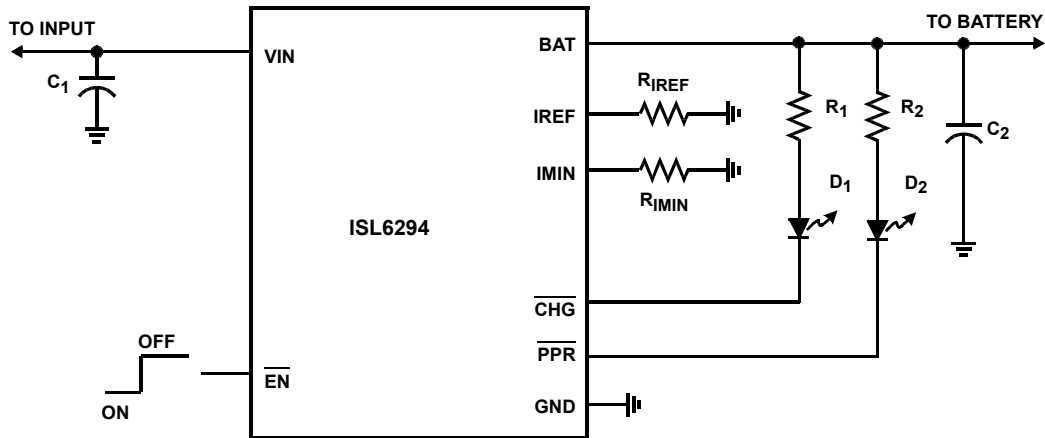 TO INPUT
C1
VIN
ISL6294
BAT
TO BATTERY
IREF
RIREF
IMIN
RIMIN
R1
R2
C2
D1
D2
CHG
PPR
OFF
ON
EN
GND